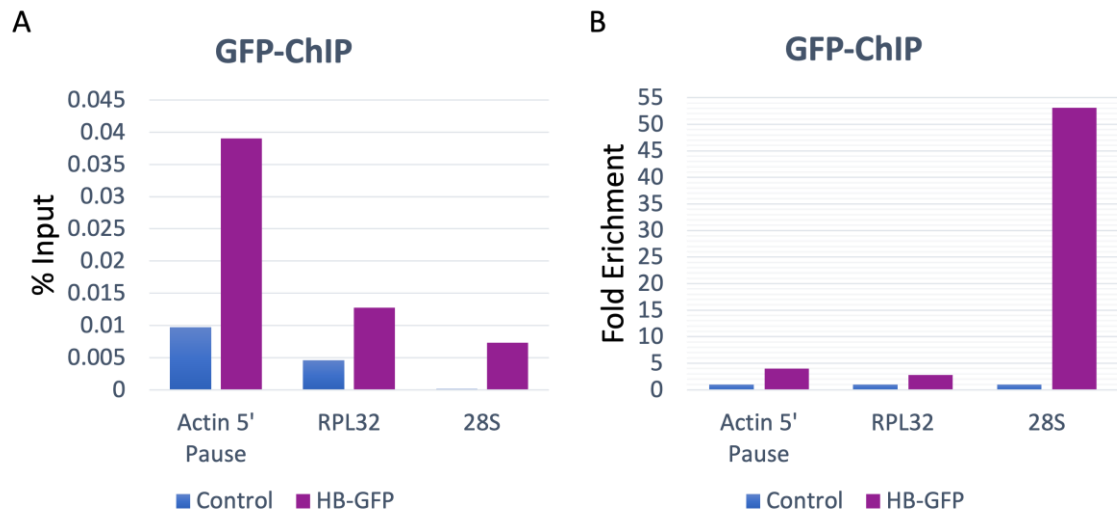 A
GFP-ChIP
% Input
0.045
0.04
0.035
0.03
0.025
0.02
0.015
0.01
0.005
0
Actin 5'
Pause
RPL32
28S
Control
HB-GFP
B
GFP-ChIP
Fold Erichment
55
50
45
40
35
30
25
20
15
10
5
0
Actin 5'
Pause
RPL32
28S
Control
HB-GFP